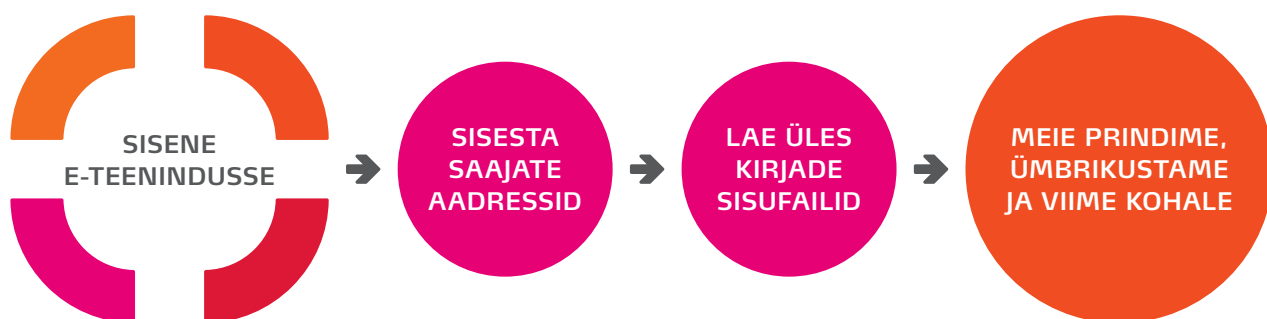 SISENE
E-TEENINDUSSE
SISESTA
SAAJATE
AADRESSID
LAE ÜLES
KIRJADE
SISUFAILID
MEIE PRINDIME,
ÜMBRIKUSTAME
JA VIIME KOHALE